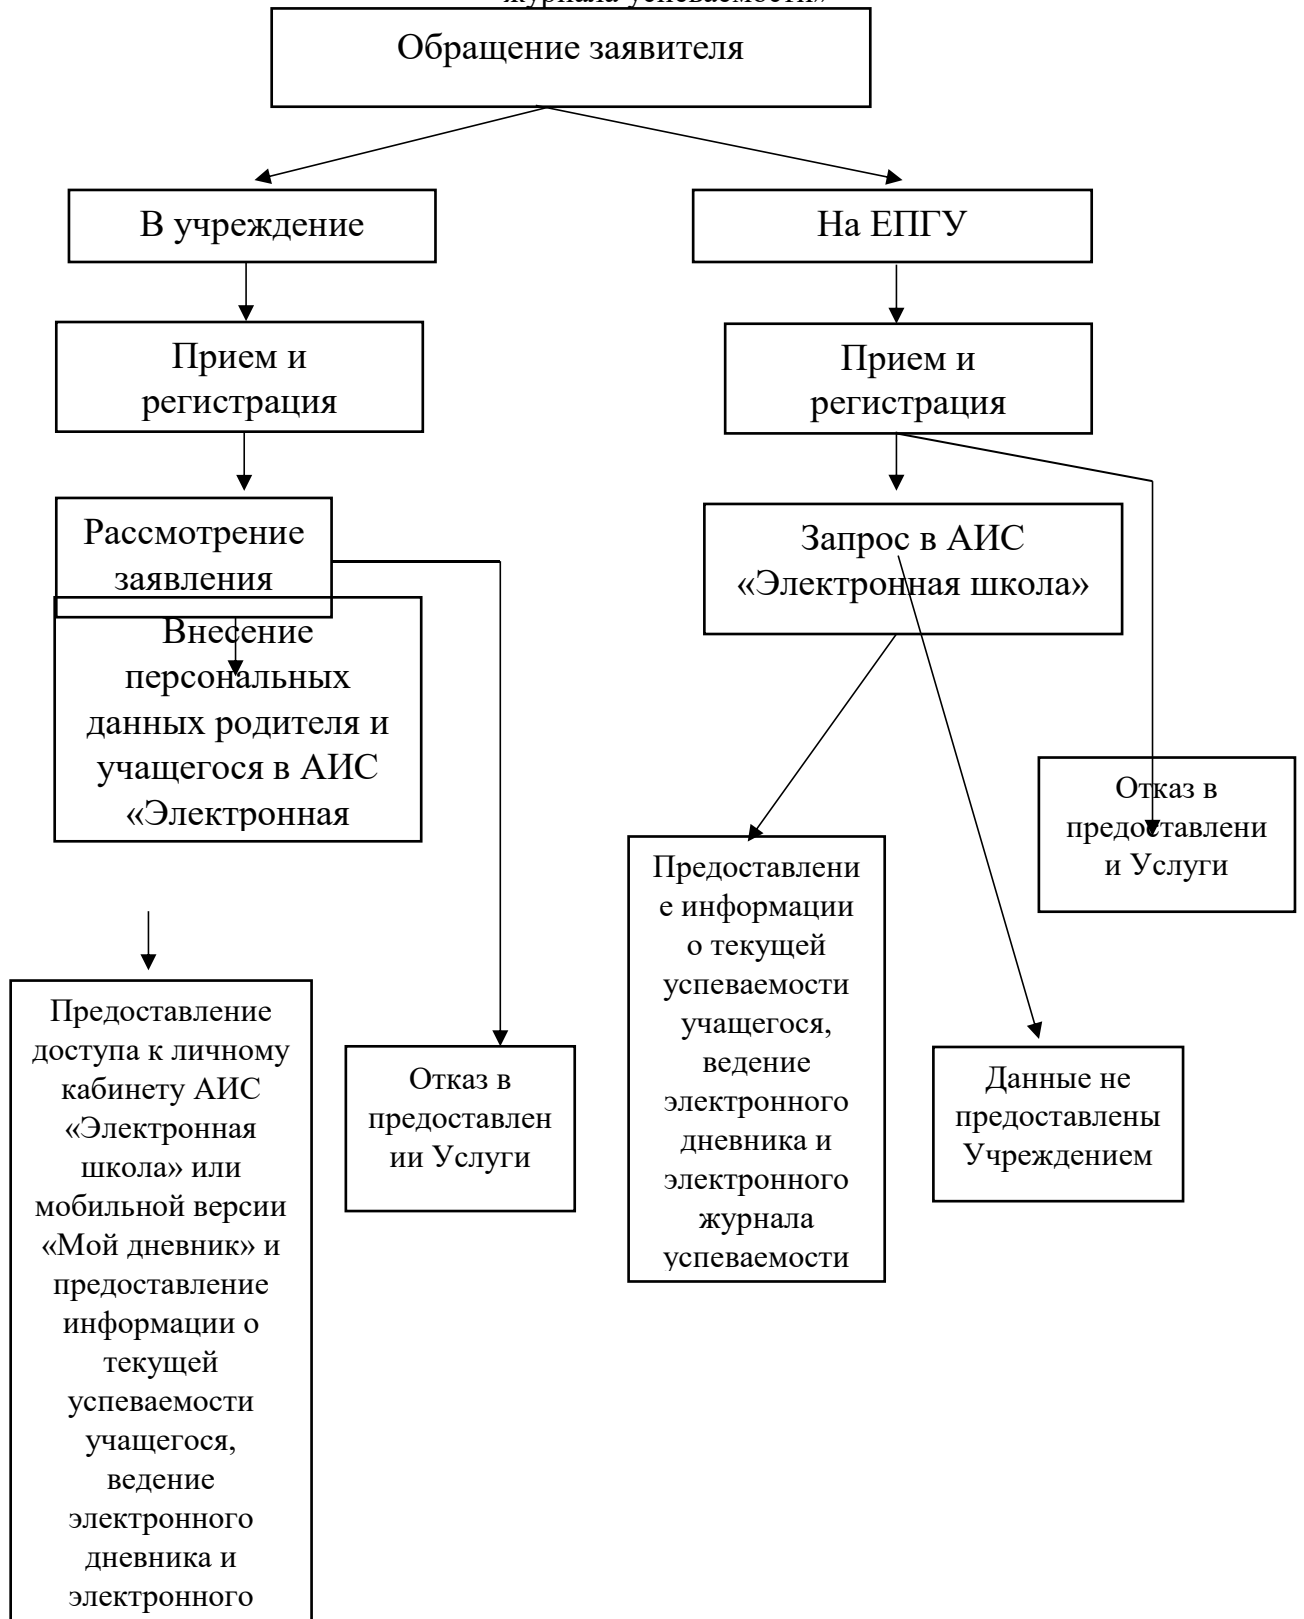 журнала успеваемости»
Обращение заявителя
В учреждение
На ЕПГУ
Прием и
регистрация
Прием и
регистрация
Рассмотрение
заявления
Запрос в АИС
«Электронная школа»
Внесение
персональных
данных родителя и
учащегося в АИС
«Электронная
Отказ в
предоставлени
и Услуги
Предоставлени
е информации
о текущей
успеваемости
учащегося,
ведение
электронного
дневника и
электронного
журнала
успеваемости
Предоставление
доступа к личному
кабинету АИС
«Электронная
школа» или
мобильной версии
«Мой дневник» и
предоставление
информации о
текущей
успеваемости
учащегося,
ведение
электронного
дневника и
электронного
Отказ в
предоставлен
ии Услуги
Данные не
предоставлены
Учреждением